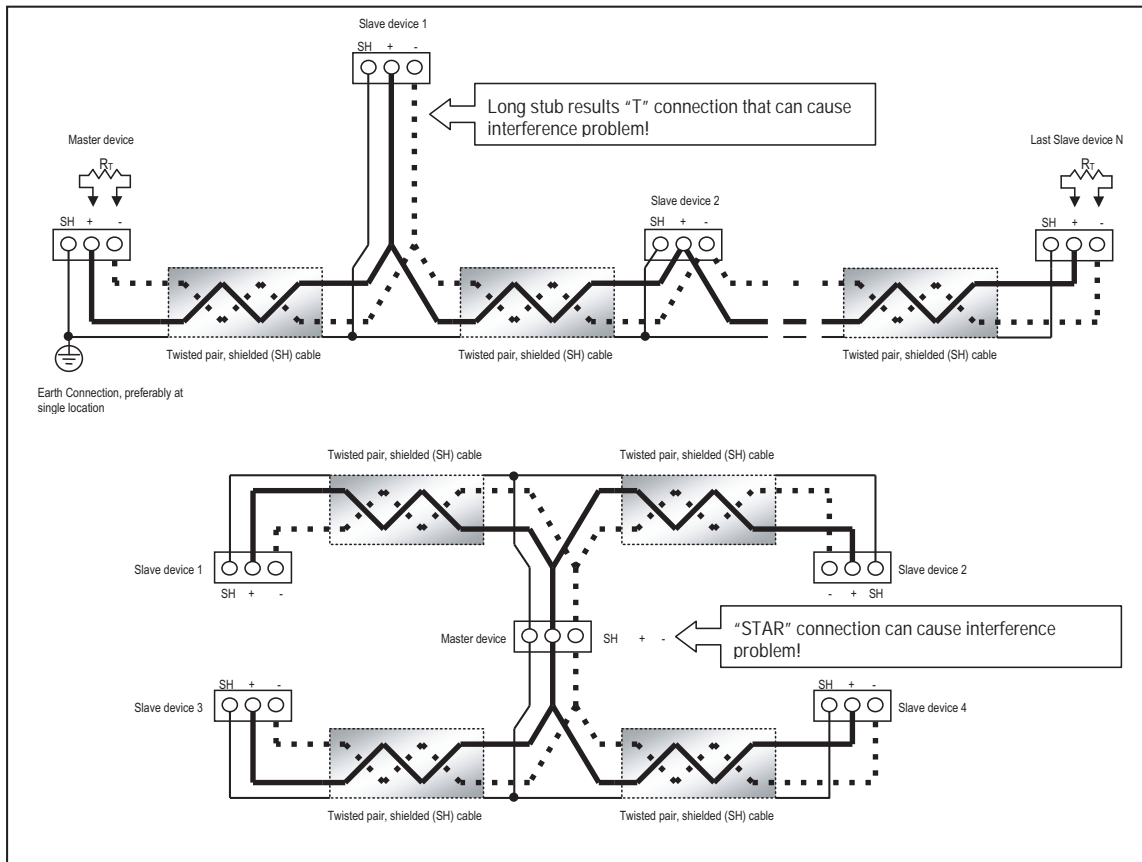 Slave device 1
SH + -
Long stub results “T” connection that can cause
interference problem!
Master device
RT
SH + -
Last Slave device N
RT
SH + -
Slave device 2
SH + -
Twisted pair, shielded (SH) cable
Twisted pair, shielded (SH) cable
Twisted pair, shielded (SH) cable
Earth Connection, preferably at
single location
Twisted pair, shielded (SH) cable
Twisted pair, shielded (SH) cable
Slave device 1
SH + -
Slave device 2
- + SH
Master device
SH + -
“STAR” connection can cause interference
problem!
Slave device 3
SH + -
SH + -
Slave device 4
Twisted pair, shielded (SH) cable
Twisted pair, shielded (SH) cable